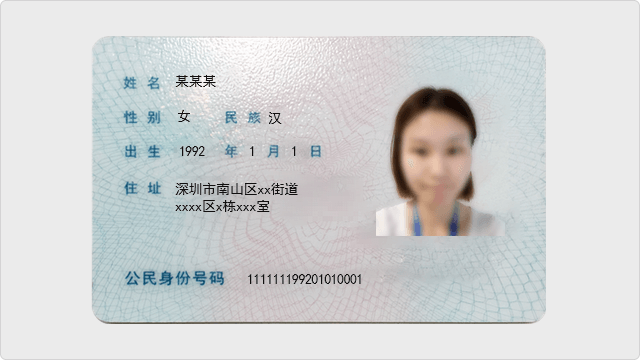 姓名 某某某
性别 女 民族 汉
出生 1992 年 1 月 1 日
住址 深圳市南山区xx街道
xxxx区x栋xxx室
公民身份号码 111111199201010001